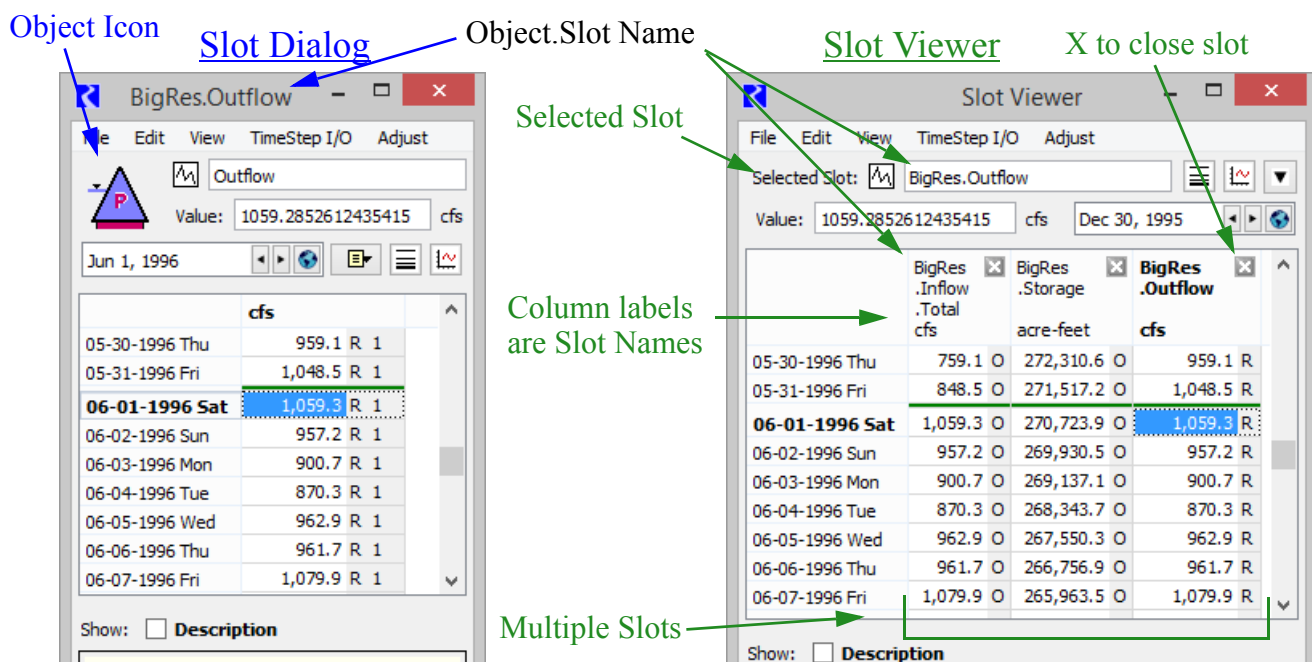 Object Icon
Slot Dialog
Object.Slot Name
Slot Viewer
X to close slot
BigRes.Outflow
File Edit View TimeStep I/O Adjust
Outflow
P
Value: 1059.2852612435415 cfs
Jun 1, 1996
cfs
05-30-1996 Thu 959.1 R 1
05-31-1996 Fri 1,048.5 R 1
06-01-1996 Sat 1,059.3 R 1
06-02-1996 Sun 957.2 R 1
06-03-1996 Mon 900.7 R 1
06-04-1996 Tue 870.3 R 1
06-05-1996 Wed 962.9 R 1
06-06-1996 Thu 961.7 R 1
06-07-1996 Fri 1,079.9 R 1
Show: Description
Selected Slot
Column labels
are Slot Names
Multiple Slots
Slot Viewer
File Edit View TimeStep I/O Adjust
Selected Slot: BigRes.Outflow
Value: 1059.2852612435415 cfs Dec 30, 1995
BigRes BigRes BigRes
.Inflow .Storage .Outflow
.Total
cfs acre-feet cfs
05-30-1996 Thu 759.1 O 272,310.6 O 959.1 R
05-31-1996 Fri 848.5 O 271,517.2 O 1,048.5 R
06-01-1996 Sat 1,059.3 O 270,723.9 O 1,059.3 R
06-02-1996 Sun 957.2 O 269,930.5 O 957.2 R
06-03-1996 Mon 900.7 O 269,137.1 O 900.7 R
06-04-1996 Tue 870.3 O 268,343.7 O 870.3 R
06-05-1996 Wed 962.9 O 267,550.3 O 962.9 R
06-06-1996 Thu 961.7 O 266,756.9 O 961.7 R
06-07-1996 Fri 1,079.9 O 265,963.5 O 1,079.9 R
Show: Description